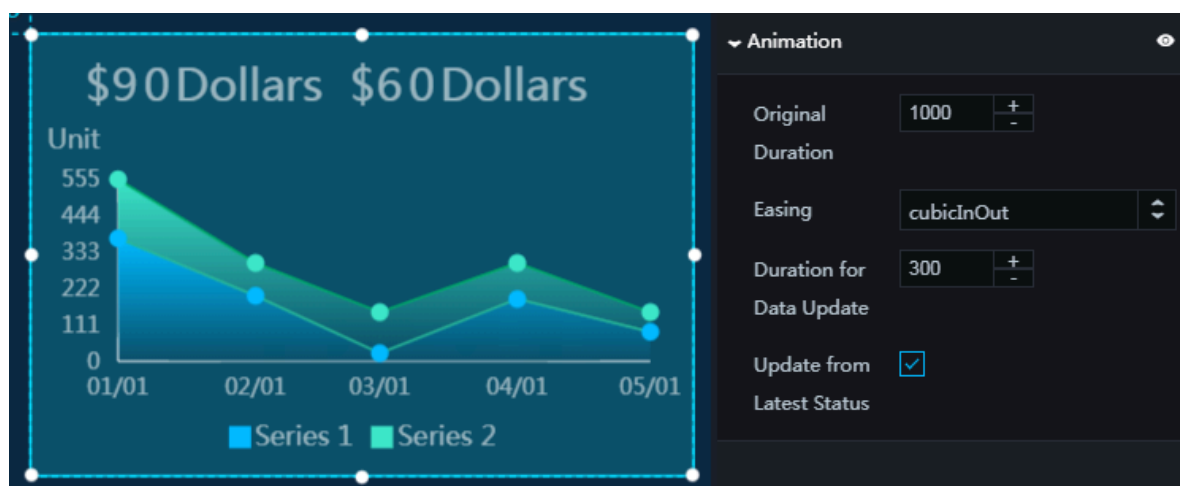 $90Dollars $60Dollars
Unit
555
444
333
222
111
0
01/01 02/01 03/01 04/01 05/01
Series 1 Series 2
Animation
Original
Duration
1000
+
-
Easing
cubicInOut
Duration for
Data Update
300
+
-
Update from
Latest Status